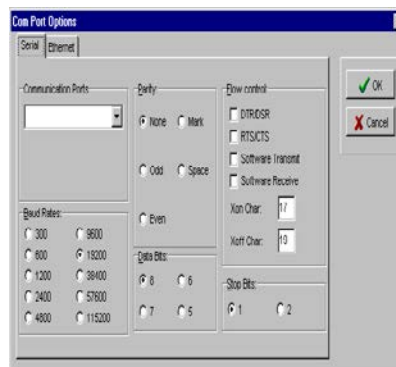 Com Port Options
Serial Ethernet
Communication Ports
Parity
None Mark
Odd Space
Even
Flow control
DTR/DSR
RTS/CTS
Software Transmit
Software Receive
Xon Char: 17
Xoff Char: 19
Baud Rates:
300 9600
600 19200
1200 38400
2400 57600
4800 115200
Data Bits:
8 6
7 5
Stop Bits:
1 2
OK
Cancel